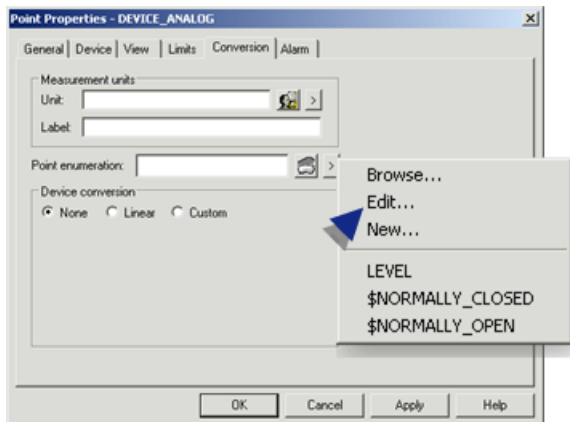 Point Properties - DEVICE_ANALOG
General Device View Limits Conversion Alarm
Measurement units
Unit: >
Label:
Point enumeration: >
Device conversion
None Linear Custom
Browse...
Edit...
New...
LEVEL
$NORMALLY_CLOSED
$NORMALLY_OPEN
OK Cancel Apply Help